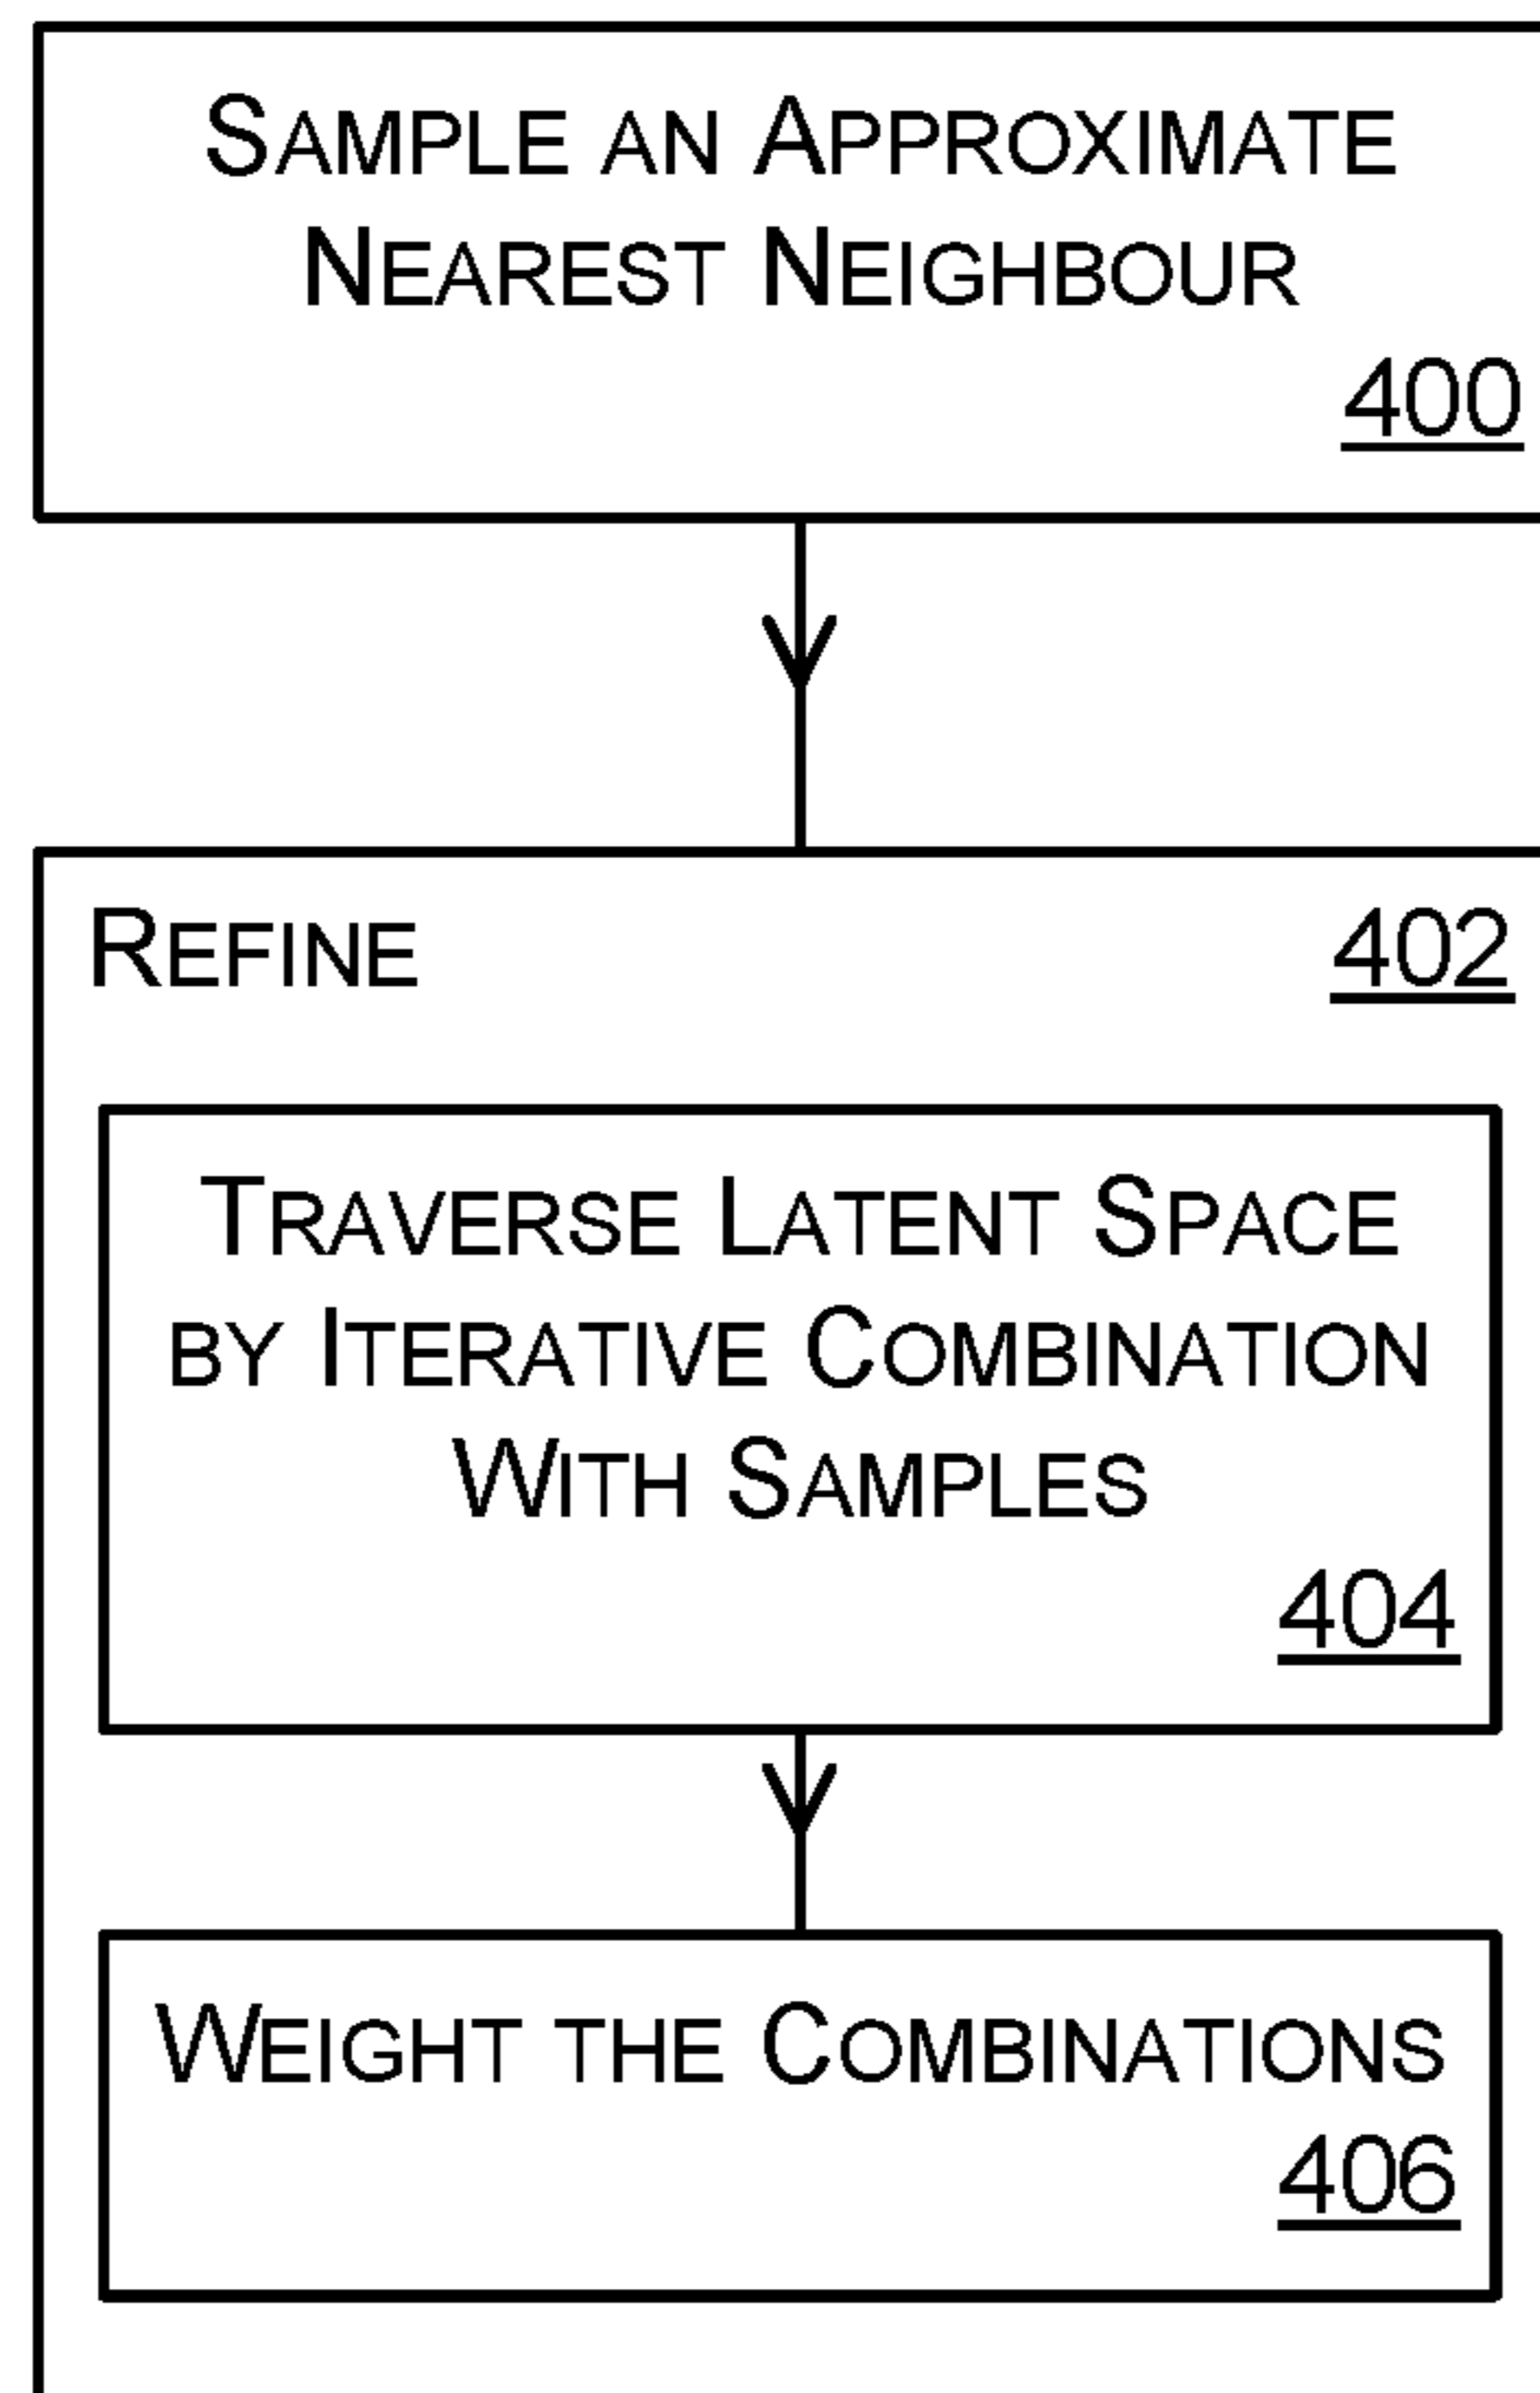 SAMPLE AN APPROXIMATE
NEAREST NEIGHBOUR
400
REFINE 402
TRAVERSE LATENT SPACE
BY ITERATIVE COMBINATION
WITH SAMPLES
404
WEIGHT THE COMBINATIONS
406